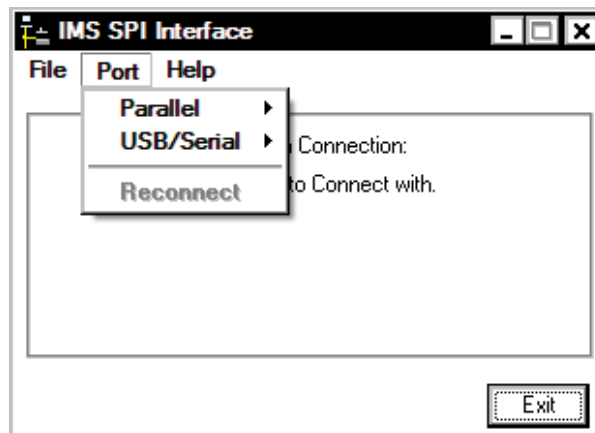 IMS SPI Interface
File Port Help
Parallel
USB/Serial
Connection:
to Connect with.
Reconnect
Exit